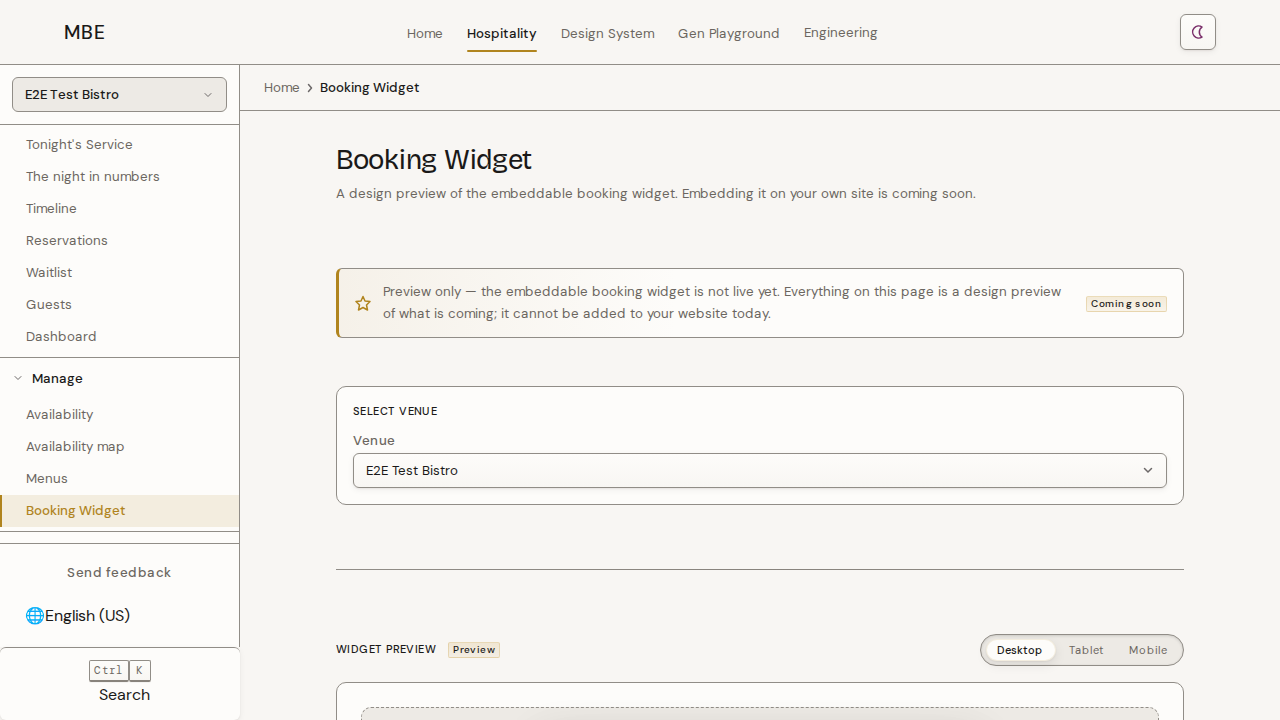 MBE
Home
Hospitality
Design System
Gen Playground
Engineering
E2E Test Bistro
Home
Booking Widget
Tonight's Service
The night in numbers
Timeline
Reservations
Waitlist
Guests
Dashboard
Manage
Availability
Availability map
Menus
Booking Widget
Send feedback
English (US)
Ctrl K
Search
Booking Widget
A design preview of the embeddable booking widget. Embedding it on your own site is coming soon.
Preview only — the embeddable booking widget is not live yet. Everything on this page is a design preview
of what is coming; it cannot be added to your website today.
Coming soon
SELECT VENUE
Venue
E2E Test Bistro
WIDGET PREVIEW
Preview
Desktop
Tablet
Mobile